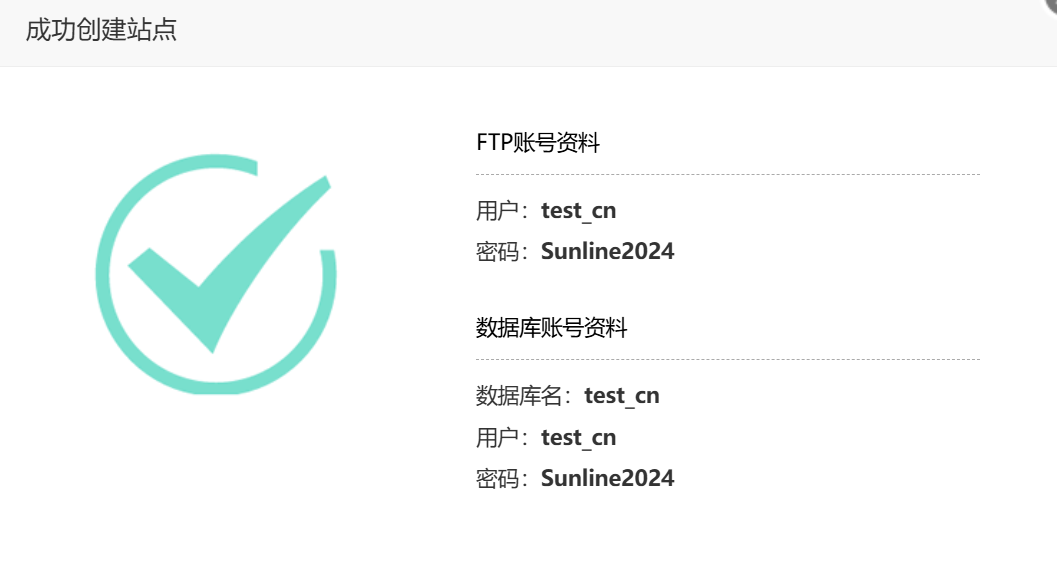 成功创建站点
FTP账号资料
用户：test_cn
密码：Sunline2024
数据库账号资料
数据库名：test_cn
用户：test_cn
密码：Sunline2024